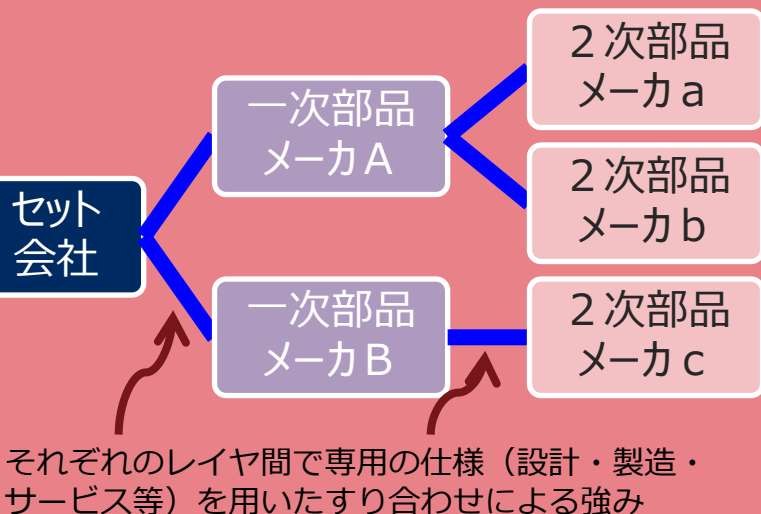 セット
会社
一次部品
メーカA
一次部品
メーカB
２次部品
メーカa
２次部品
メーカb
２次部品
メーカc
それぞれのレイヤ間で専用の仕様（設計・製造・
サービス等）を用いたすり合わせによる強み